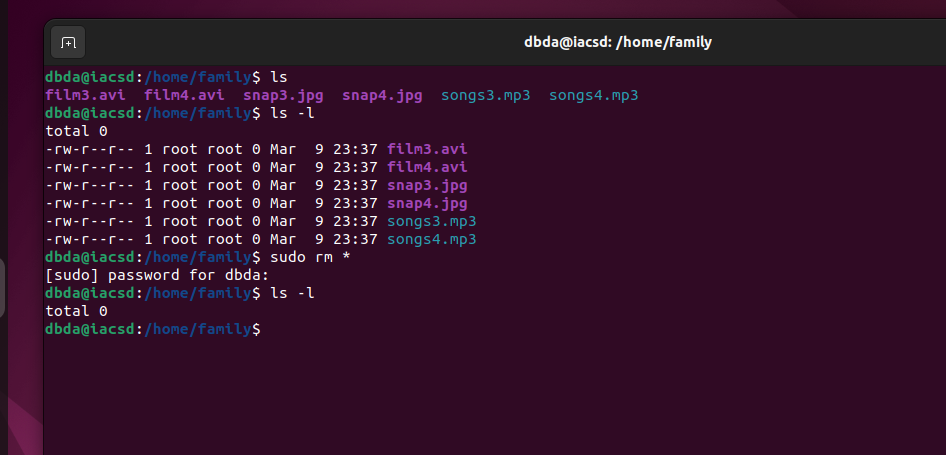 dbda@iacsd: /home/family
dbda@iacsd:/home/family$ ls
film3.avi  film4.avi  snap3.jpg  snap4.jpg  songs3.mp3  songs4.mp3
dbda@iacsd:/home/family$ ls -l
total 0
-rw-r--r-- 1 root root 0 Mar  9 23:37 film3.avi
-rw-r--r-- 1 root root 0 Mar  9 23:37 film4.avi
-rw-r--r-- 1 root root 0 Mar  9 23:37 snap3.jpg
-rw-r--r-- 1 root root 0 Mar  9 23:37 snap4.jpg
-rw-r--r-- 1 root root 0 Mar  9 23:37 songs3.mp3
-rw-r--r-- 1 root root 0 Mar  9 23:37 songs4.mp3
dbda@iacsd:/home/family$ sudo rm *
[sudo] password for dbda:
dbda@iacsd:/home/family$ ls -l
total 0
dbda@iacsd:/home/family$